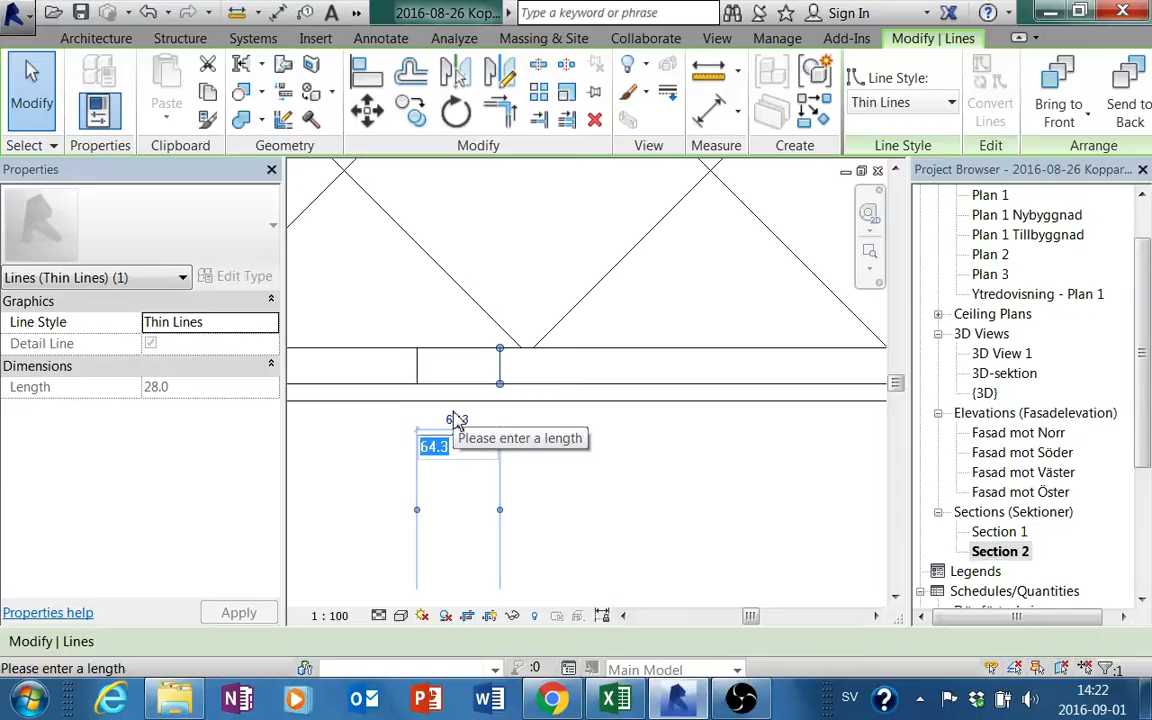 2016-08-26 Kopp... Type a keyword or phrase Sign In
Architecture Structure Systems Insert Annotate Analyze Massing & Site Collaborate View Manage Add-Ins Modify | Lines
Modify Paste Line Style: Thin Lines Convert Lines Bring to Front Send to Back
Select Properties Clipboard Geometry Modify View Measure Create Line Style Edit Arrange
Properties
Lines (Thin Lines) (1) Edit Type
Graphics
Line Style Thin Lines
Detail Line
Dimensions
Length 28.0
Properties help Apply
64.3
Please enter a length
1 : 100
Project Browser - 2016-08-26 Koppar...
Plan 1
Plan 1 Nybyggnad
Plan 1 Tillbyggnad
Plan 2
Plan 3
Ytredovisning - Plan 1
Ceiling Plans
3D Views
3D View 1
3D-sektion
{3D}
Elevations (Fasadelevation)
Fasad mot Norr
Fasad mot Söder
Fasad mot Väster
Fasad mot Öster
Sections (Sektioner)
Section 1
Section 2
Legends
Schedules/Quantities
Modify | Lines
Please enter a length :0 Main Model :1
SV 14:22
2016-09-01